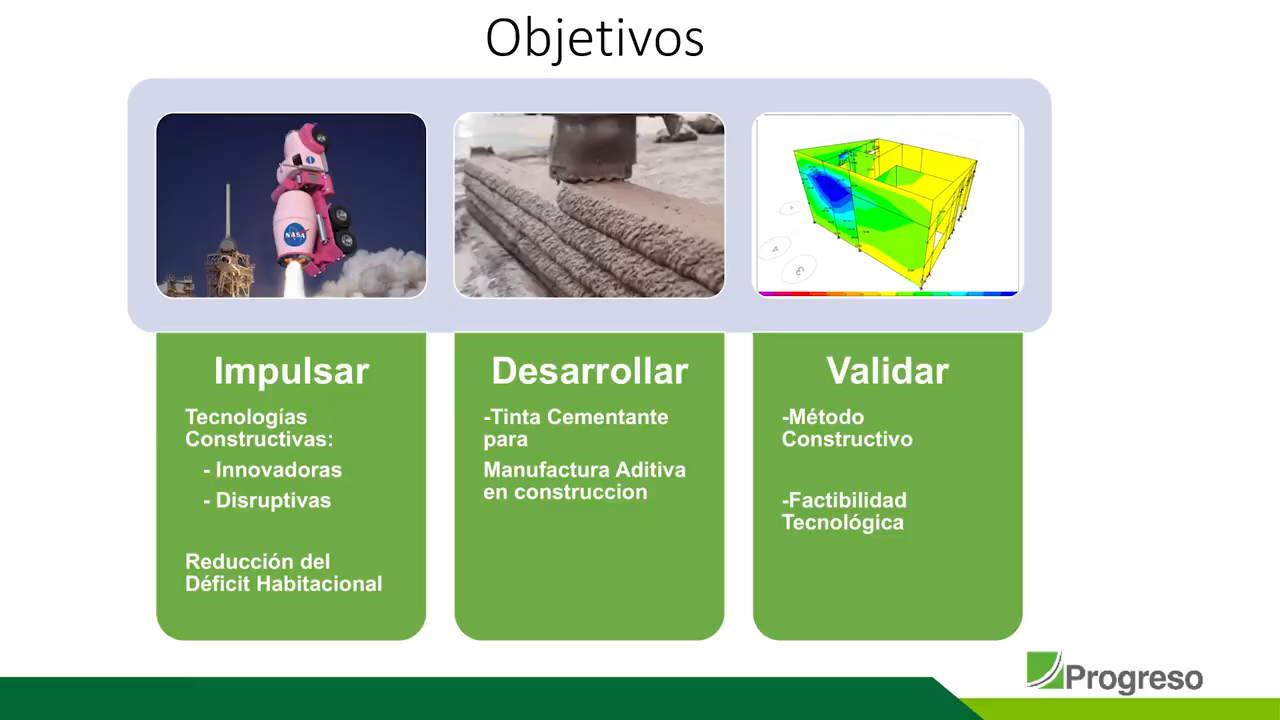 Objetivos
NASA
Impulsar
Tecnologías
Constructivas:
- Innovadoras
- Disruptivas
Reducción del
Déficit Habitacional
Desarrollar
-Tinta Cementante
para
Manufactura Aditiva
en construccion
Validar
-Método
Constructivo
-Factibilidad
Tecnológica
Progreso